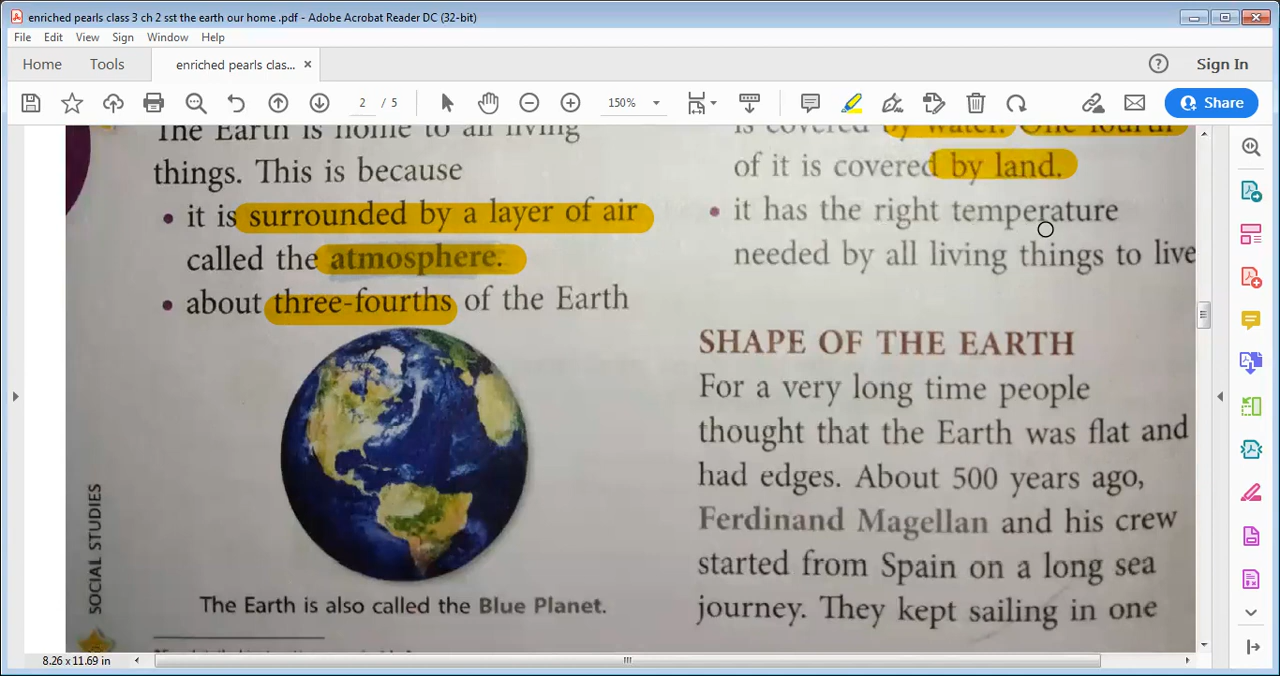 enriched pearls class 3 ch 2 sst the earth our home .pdf - Adobe Acrobat Reader DC (32-bit)
File Edit View Sign Window Help
Home Tools enriched pearls clas... × Sign In
2 / 5 150% Share
The Earth is home to all living
things. This is because
• it is surrounded by a layer of air
called the atmosphere.
• about three-fourths of the Earth
The Earth is also called the Blue Planet.
SOCIAL STUDIES
is covered by water. One fourth
of it is covered by land.
• it has the right temperature
needed by all living things to live
SHAPE OF THE EARTH
For a very long time people
thought that the Earth was flat and
had edges. About 500 years ago,
Ferdinand Magellan and his crew
started from Spain on a long sea
journey. They kept sailing in one
8.26 x 11.69 in